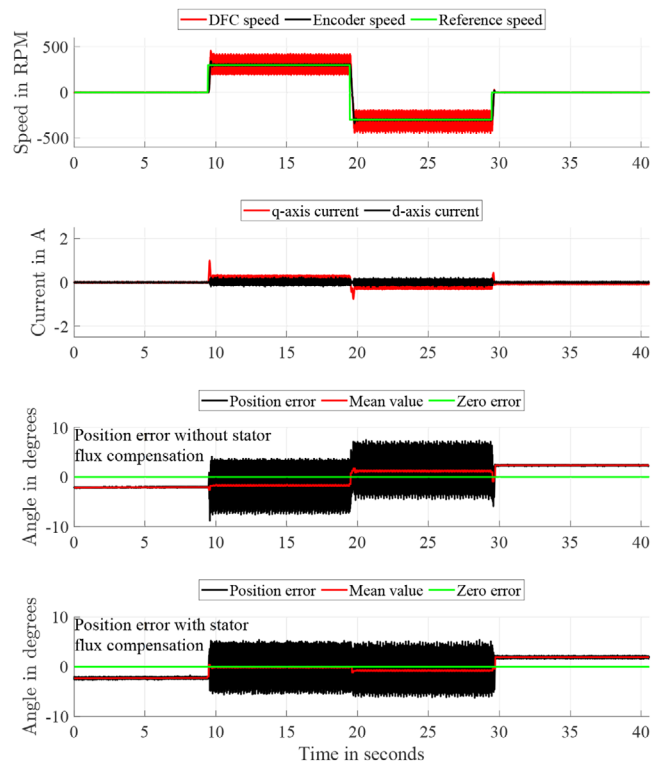 DFC speed Encoder speed Reference speed
500
0
-500
Speed in RPM
0 5 10 15 20 25 30 35 40
q-axis current d-axis current
2
0
-2
Current in A
0 5 10 15 20 25 30 35 40
Position error Mean value Zero error
10
0
-10
Angle in degrees
Position error without stator
flux compensation
0 5 10 15 20 25 30 35 40
Position error Mean value Zero error
10
0
-10
Angle in degrees
Position error with stator
flux compensation
0 5 10 15 20 25 30 35 40
Time in seconds